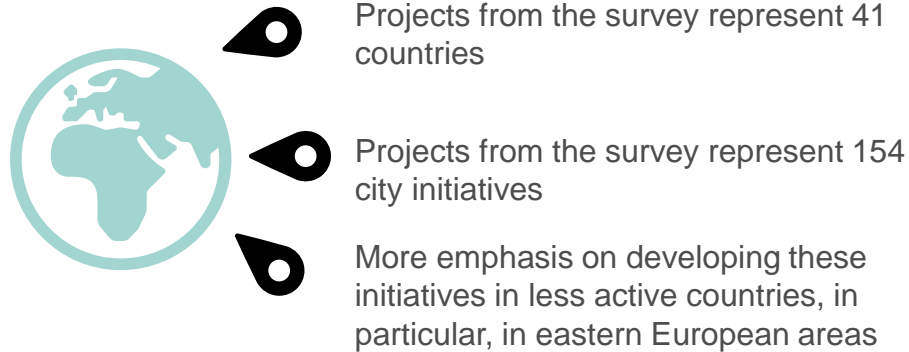 Projects from the survey represent 41
countries
Projects from the survey represent 154
city initiatives
More emphasis on developing these
initiatives in less active countries, in
particular, in eastern European areas